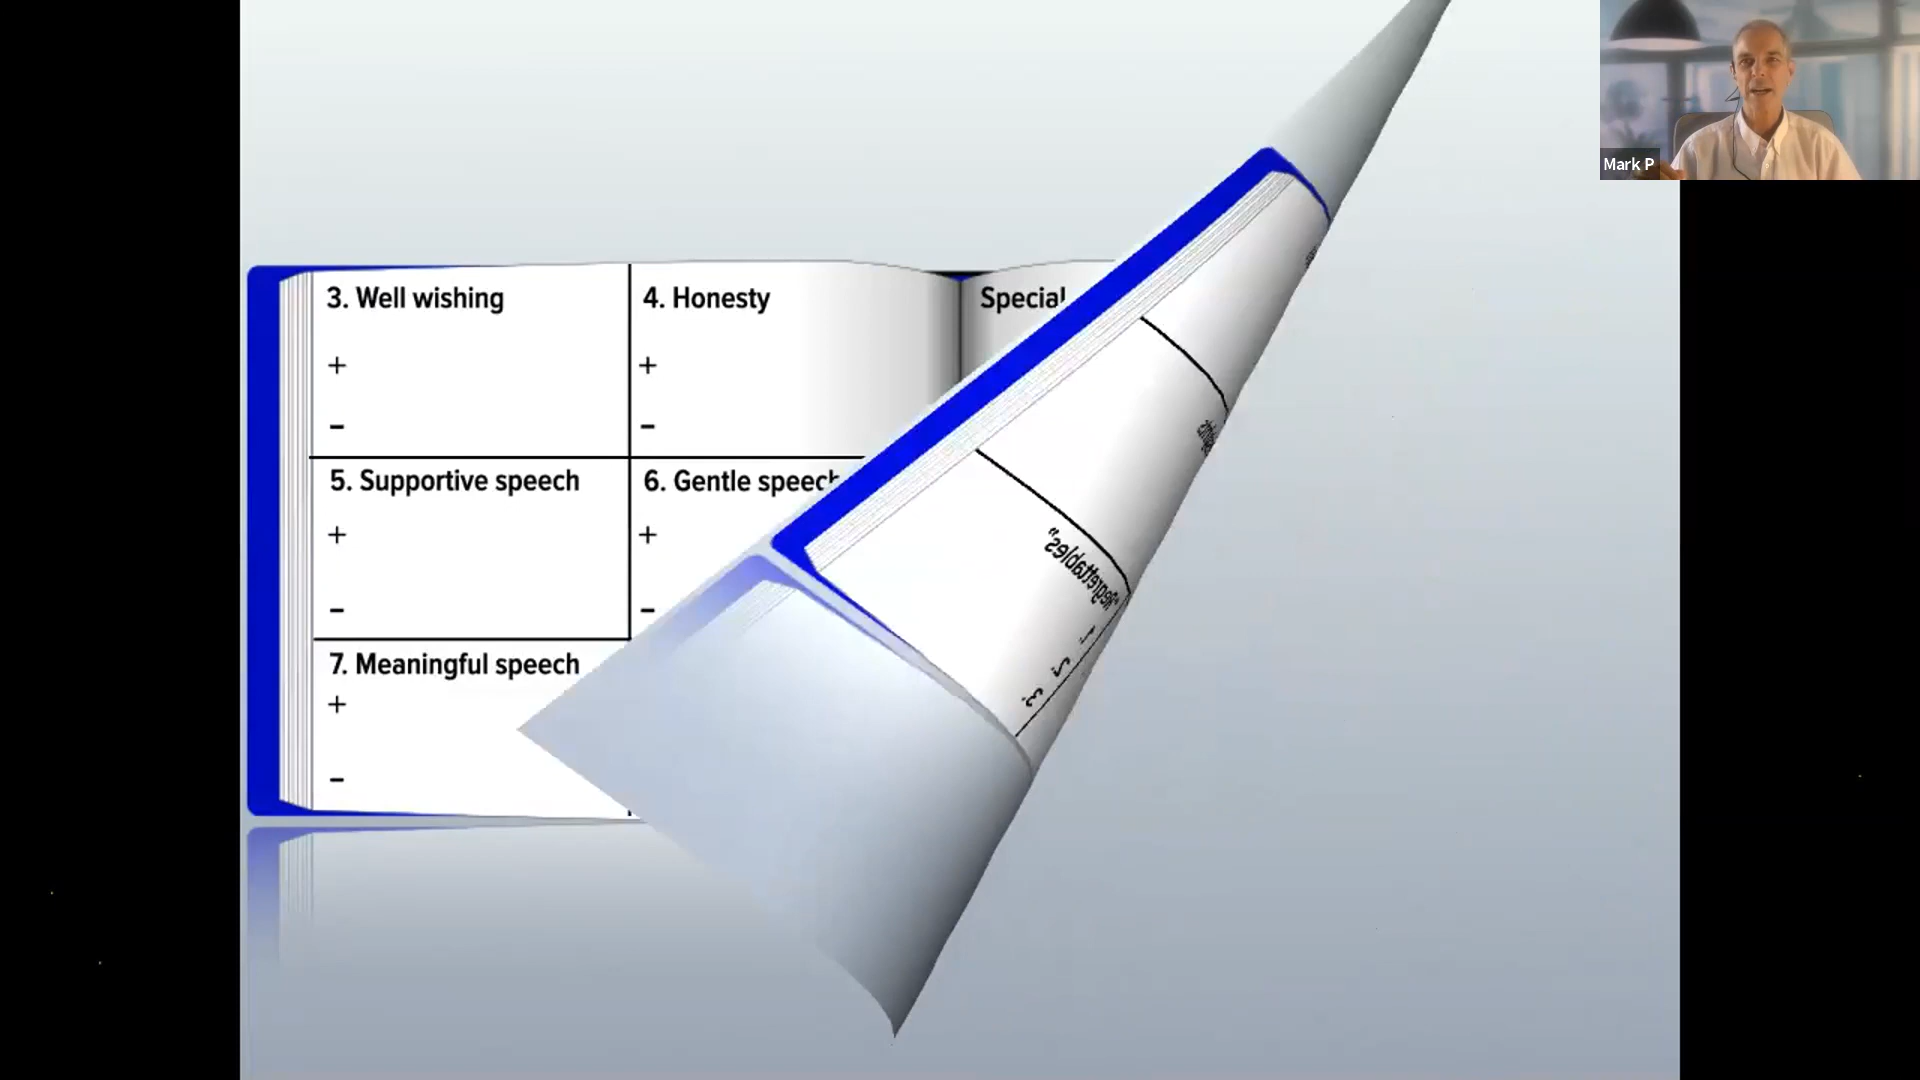 3. Well wishing
+
–
4. Honesty
+
–
Special
5. Supportive speech
+
–
6. Gentle speech
+
–
7. Meaningful speech
+
–
"Regrettables"
1.
2.
3.
Mark P